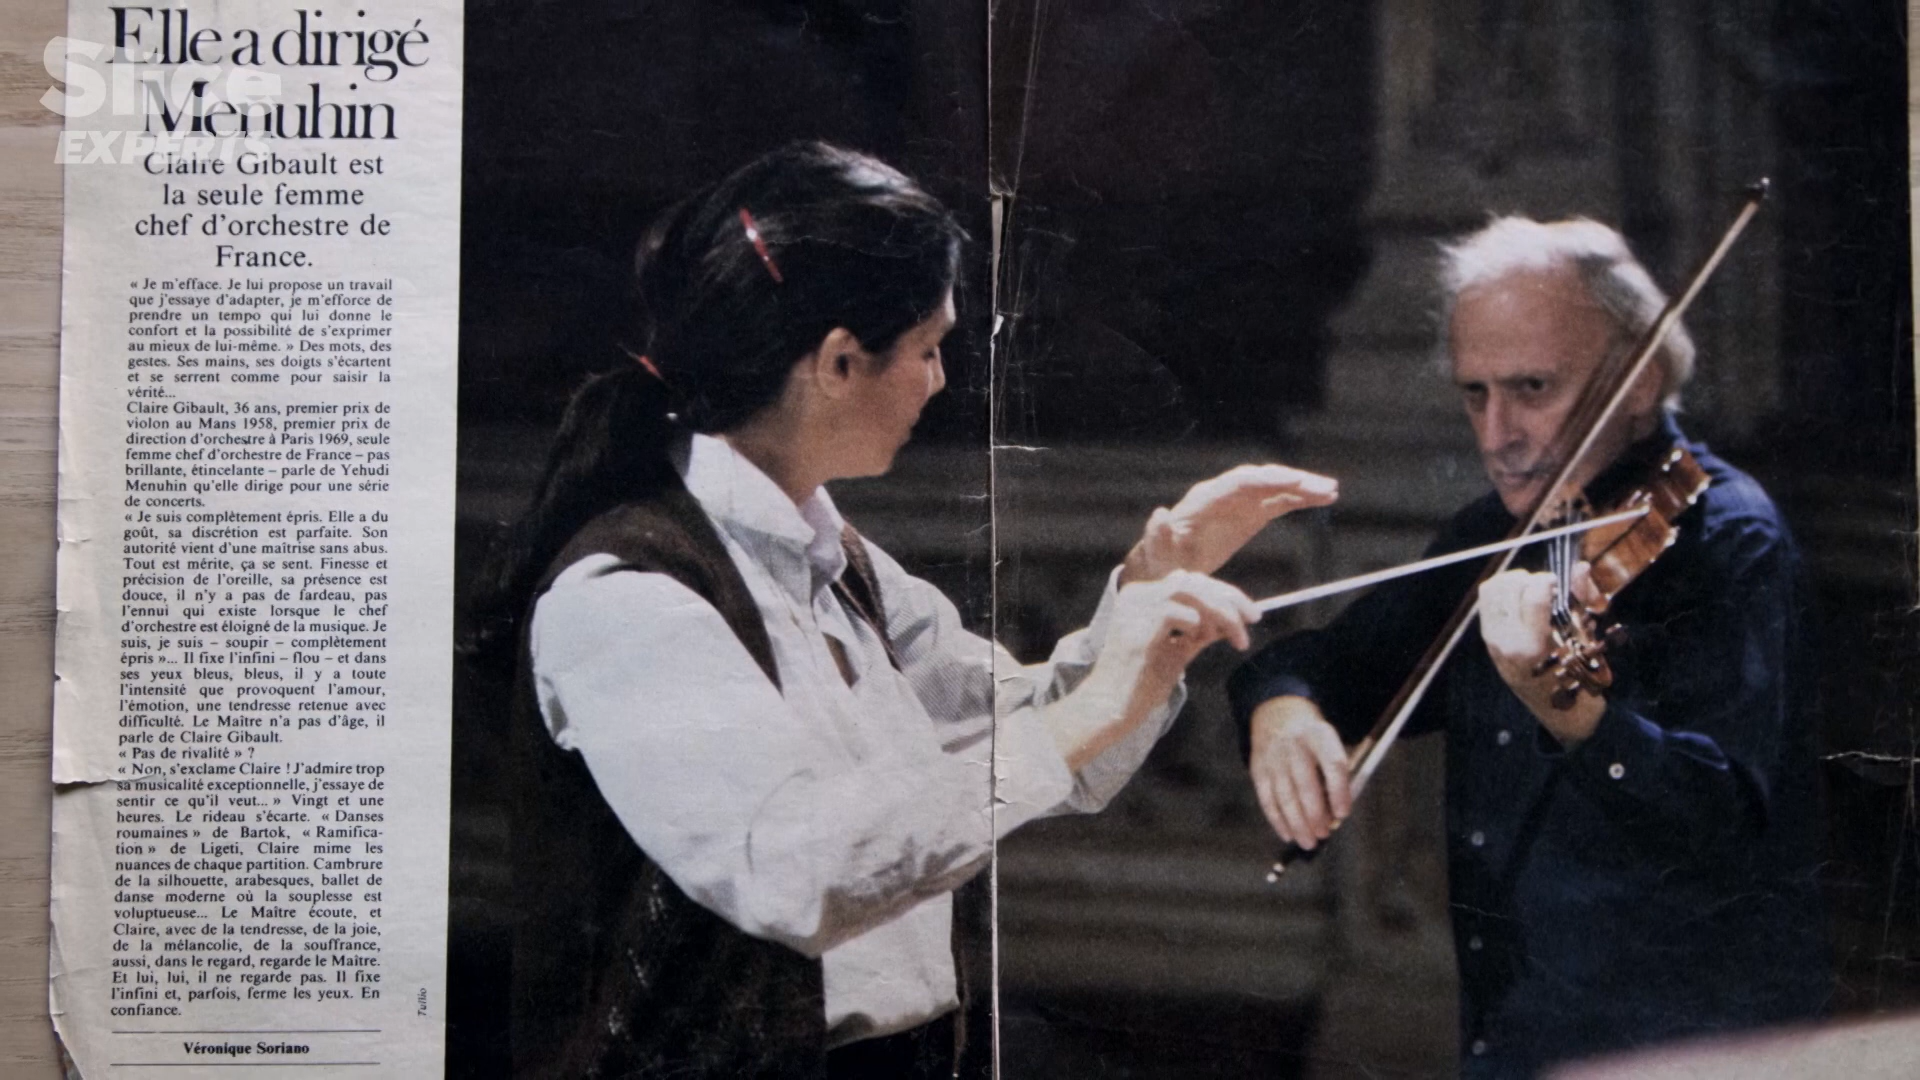 Elle a dirigé
Menuhin
Slice
EXPERTS
Claire Gibault est
la seule femme
chef d'orchestre de
France.
« Je m'efface. Je lui propose un travail
que j'essaye d'adapter, je m'efforce de
prendre un tempo qui lui donne le
confort et la possibilité de s'exprimer
au mieux de lui-même. » Des mots, des
gestes. Ses mains, ses doigts s'écartent
et se serrent comme pour saisir la
vérité...
Claire Gibault, 36 ans, premier prix de
violon au Mans 1958, premier prix de
direction d'orchestre à Paris 1969, seule
femme chef d'orchestre de France – pas
brillante, étincelante – parle de Yehudi
Menuhin qu'elle dirige pour une série
de concerts.
« Je suis complètement épris. Elle a du
goût, sa discrétion est parfaite. Son
autorité vient d'une maîtrise sans abus.
Tout est mérite, ça se sent. Finesse et
précision de l'oreille, sa présence est
douce, il n'y a pas de fardeau, pas
l'ennui qui existe lorsque le chef
d'orchestre est éloigné de la musique. Je
suis, je suis – soupir – complètement
épris »... Il fixe l'infini – flou – et dans
ses yeux bleus, bleus, il y a toute
l'intensité que provoquent l'amour,
l'émotion, une tendresse retenue avec
difficulté. Le Maître n'a pas d'âge, il
parle de Claire Gibault.
« Pas de rivalité » ?
« Non, s'exclame Claire ! J'admire trop
sa musicalité exceptionnelle, j'essaye de
sentir ce qu'il veut... » Vingt et une
heures. Le rideau s'écarte. « Danses
roumaines » de Bartok, « Ramifica-
tion » de Ligeti, Claire mime les
nuances de chaque partition. Cambrure
de la silhouette, arabesques, ballet de
danse moderne où la souplesse est
voluptueuse... Le Maître écoute, et
Claire, avec de la tendresse, de la joie,
de la mélancolie, de la souffrance,
aussi, dans le regard, regarde le Maître.
Et lui, lui, il ne regarde pas. Il fixe
l'infini et, parfois, ferme les yeux. En
confiance.
Tullio
Véronique Soriano